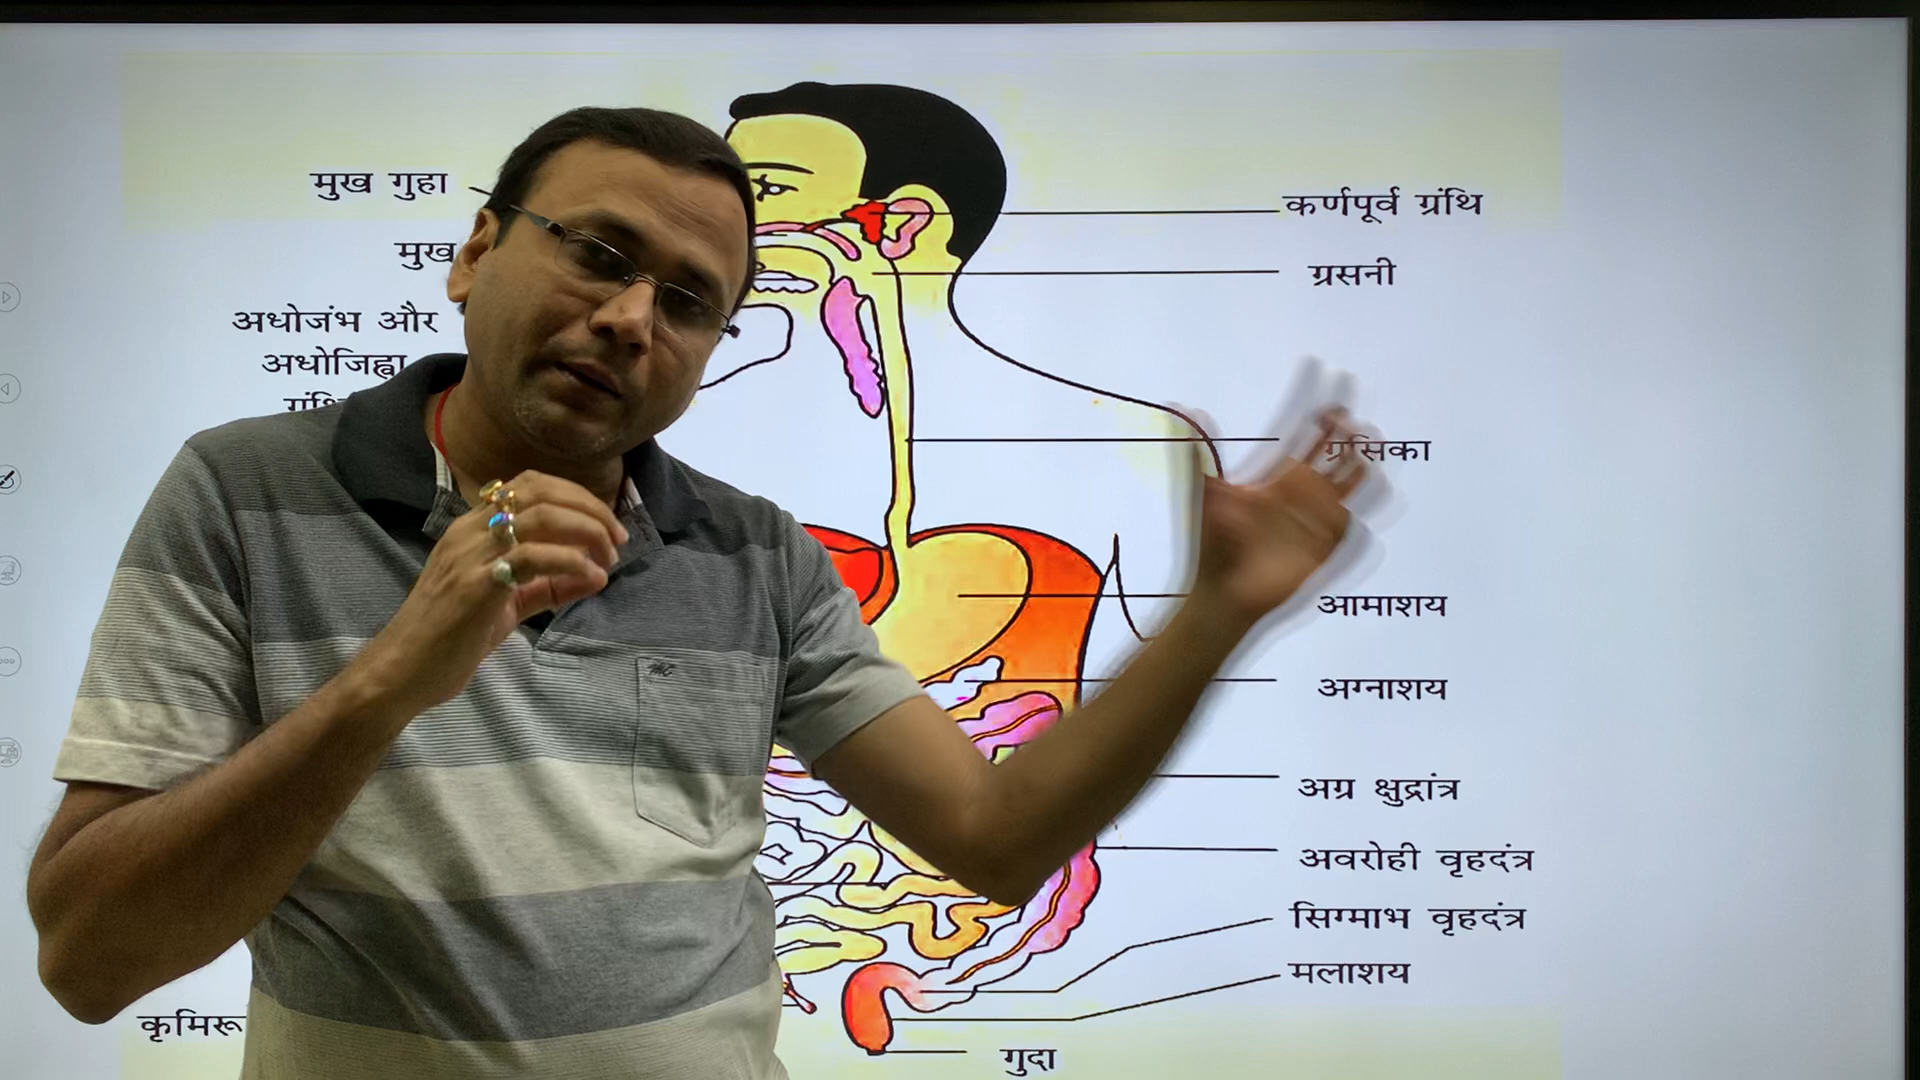 मुख गुहा
मुख
अधोजंभ और
अधोजिह्वा
कर्णपूर्व ग्रंथि
ग्रसनी
ग्रसिका
आमाशय
अग्नाशय
अग्र क्षुद्रांत्र
अवरोही वृहदंत्र
सिग्माभ वृहदंत्र
मलाशय
गुदा